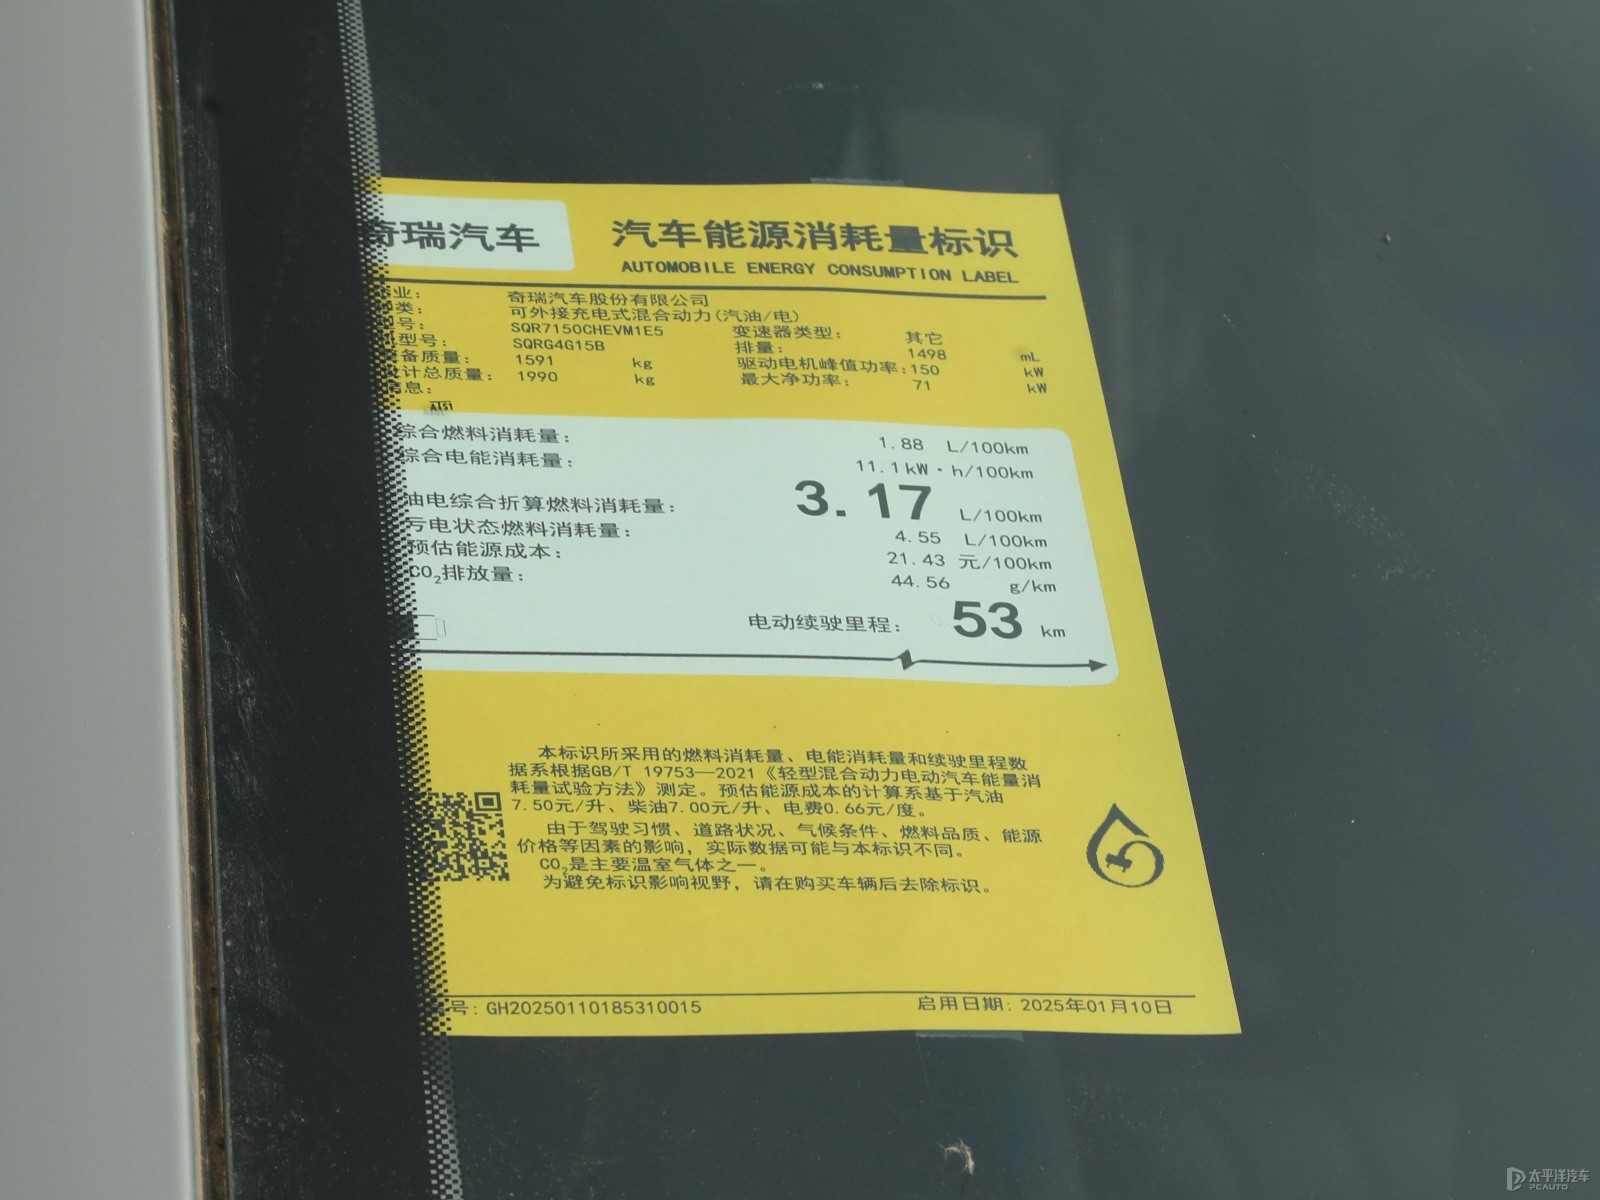 奇瑞汽车
汽车能源消耗量标识
AUTOMOBILE ENERGY CONSUMPTION LABEL
业： 奇瑞汽车股份有限公司
类： 可外接充电式混合动力(汽油/电)
号： SQR7150CHEVM1E5 变速器类型： 其它
型号： SQRG4G15B 排量： 1498 mL
备质量： 1591 kg 驱动电机峰值功率：150 kW
计总质量： 1990 kg 最大净功率： 71 kW
息：
综合燃料消耗量： 1.88 L/100km
综合电能消耗量： 11.1kW·h/100km
油电综合折算燃料消耗量： 3.17 L/100km
亏电状态燃料消耗量： 4.55 L/100km
预估能源成本： 21.43 元/100km
CO₂排放量： 44.56 g/km
电动续驶里程： 53 km
本标识所采用的燃料消耗量、电能消耗量和续驶里程数
据系根据GB/T 19753—2021《轻型混合动力电动汽车能量消
耗量试验方法》测定。预估能源成本的计算系基于汽油
7.50元/升、柴油7.00元/升、电费0.66元/度。
由于驾驶习惯、道路状况、气候条件、燃料品质、能源
价格等因素的影响，实际数据可能与本标识不同。
CO₂是主要温室气体之一。
为避免标识影响视野，请在购买车辆后去除标识。
号：GH20250110185310015 启用日期：2025年01月10日
太平洋汽车
PCAUTO